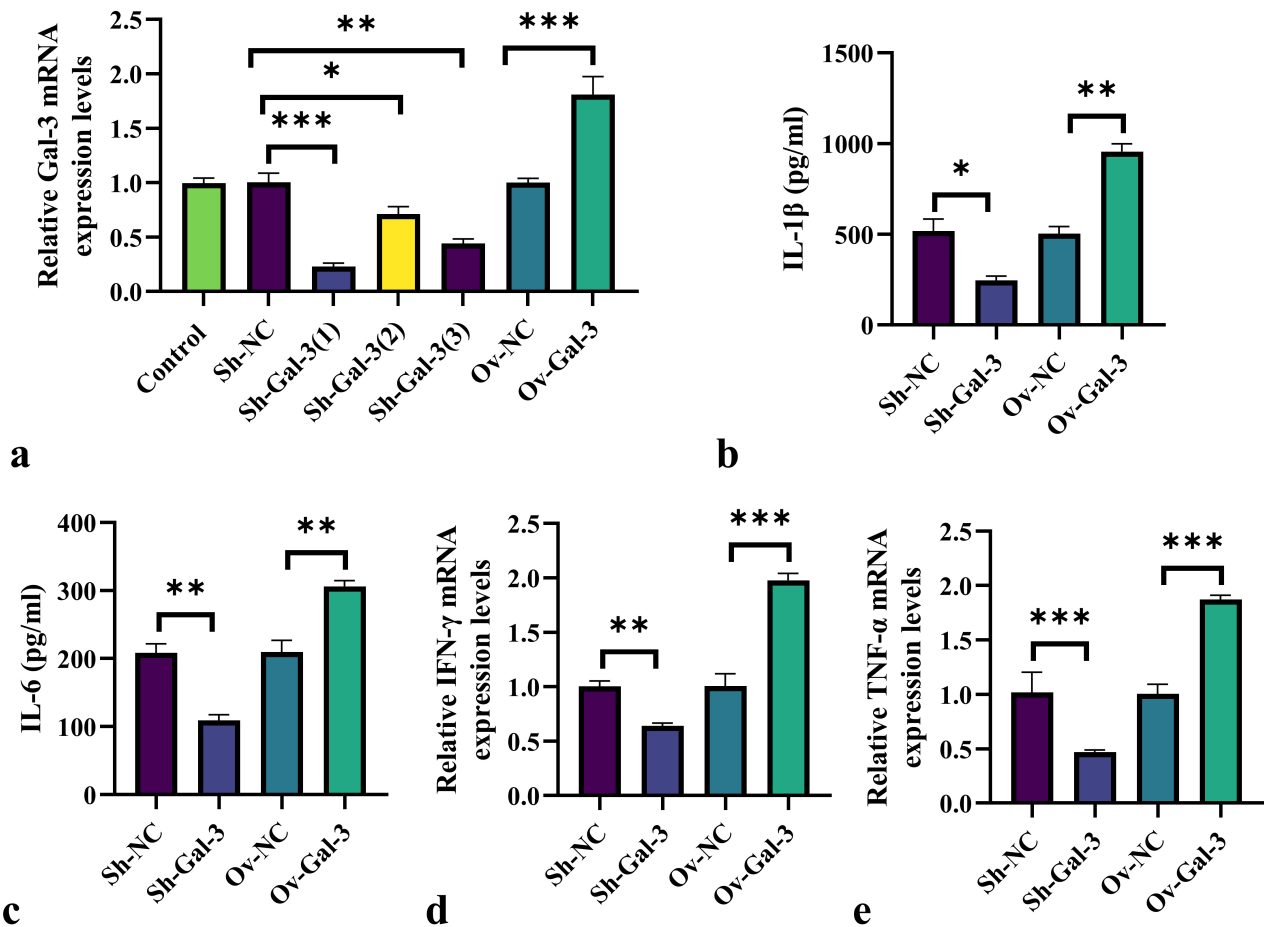 Relative Gal-3 mRNA
expression levels
2.5
2.0
1.5
1.0
0.5
0.0
**
*
***
***
Control
Sh-NC
Sh-Gal-3(1)
Sh-Gal-3(2)
Sh-Gal-3(3)
Ov-NC
Ov-Gal-3
a
IL-1β (pg/ml)
1500
1000
500
0
*
**
Sh-NC
Sh-Gal-3
Ov-NC
Ov-Gal-3
b
IL-6 (pg/ml)
400
300
200
100
0
**
**
Sh-NC
Sh-Gal-3
Ov-NC
Ov-Gal-3
c
Relative IFN-γ mRNA
expression levels
2.5
2.0
1.5
1.0
0.5
0.0
**
***
Sh-NC
Sh-Gal-3
Ov-NC
Ov-Gal-3
d
Relative TNF-α mRNA
expression levels
2.5
2.0
1.5
1.0
0.5
0.0
***
***
Sh-NC
Sh-Gal-3
Ov-NC
Ov-Gal-3
e